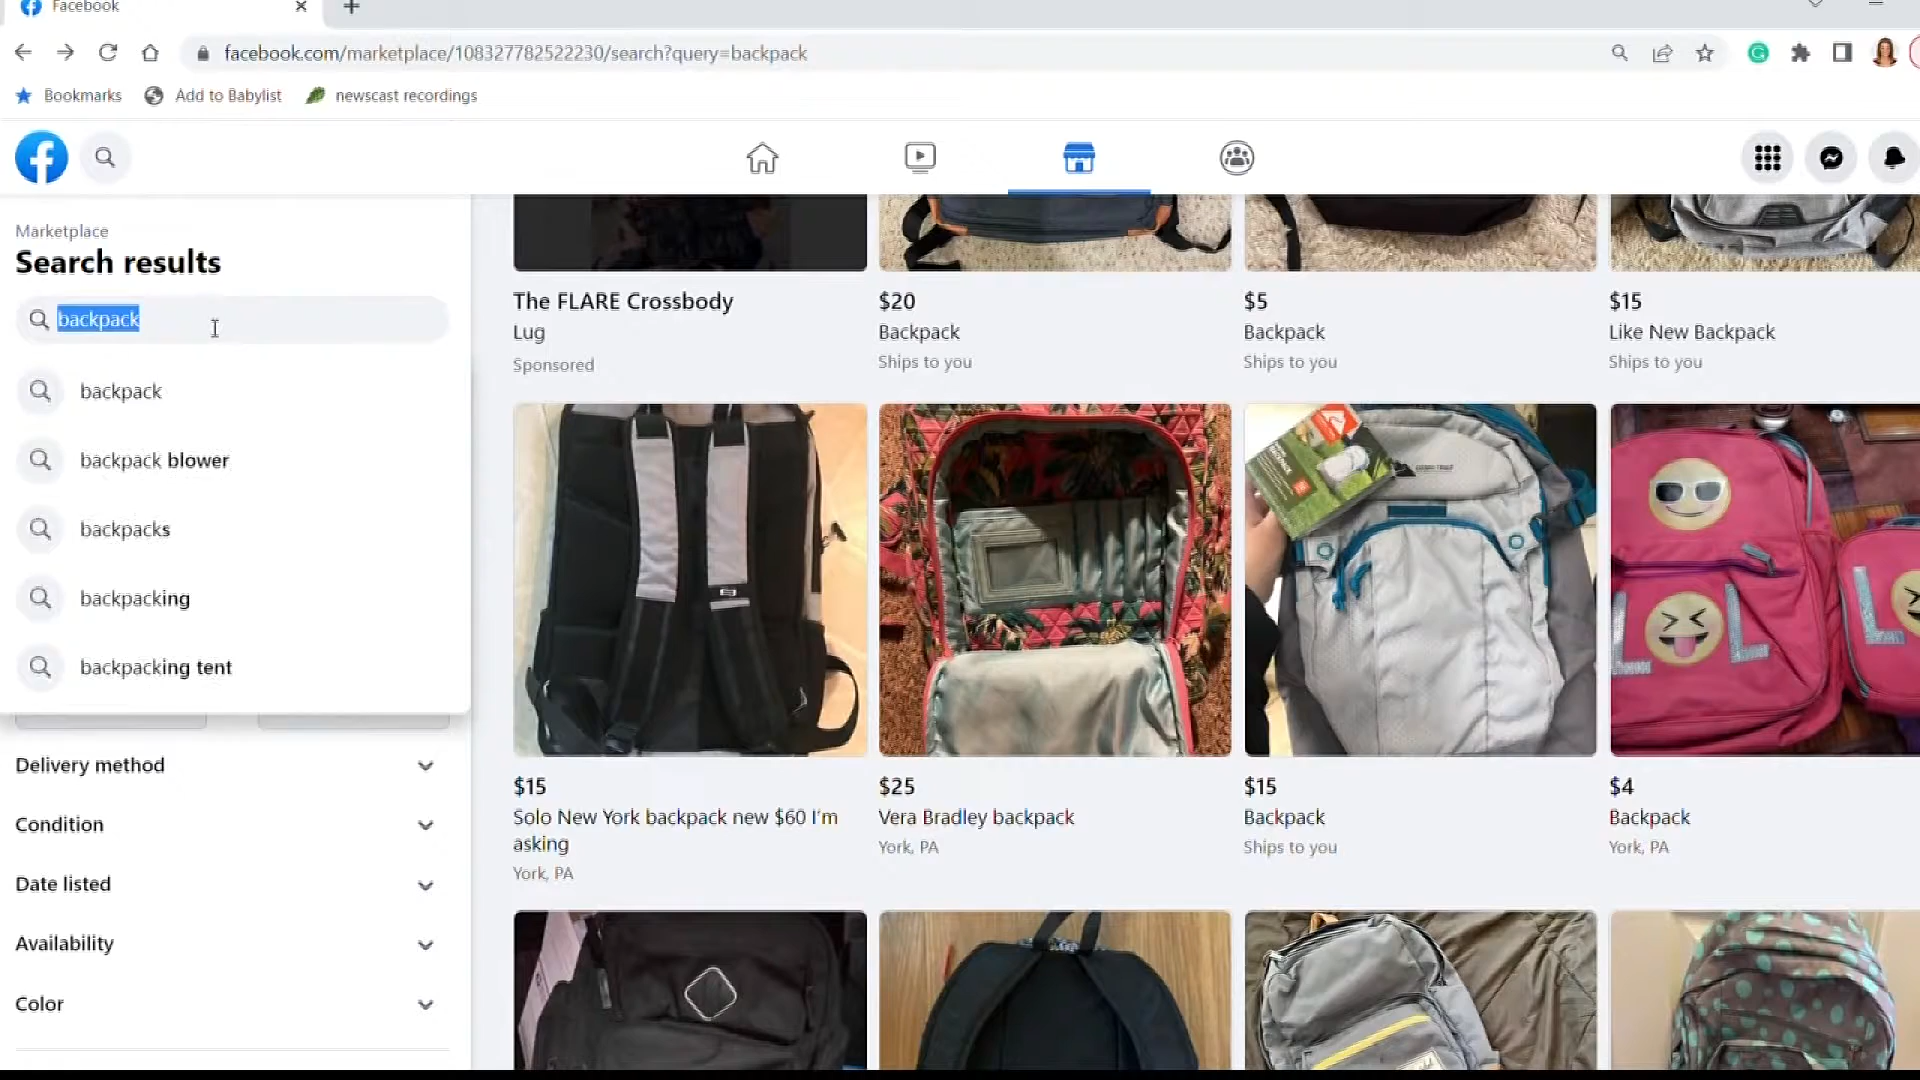 Facebook
facebook.com/marketplace/108327782522230/search?query=backpack
Bookmarks
Add to Babylist
newscast recordings
Marketplace
Search results
backpack
backpack
backpack blower
backpacks
backpacking
backpacking tent
Delivery method
Condition
Date listed
Availability
Color
The FLARE Crossbody
Lug
Sponsored
$20
Backpack
Ships to you
$5
Backpack
Ships to you
$15
Like New Backpack
Ships to you
$15
Solo New York backpack new $60 I'm
asking
York, PA
$25
Vera Bradley backpack
York, PA
$15
Backpack
Ships to you
$4
Backpack
York, PA